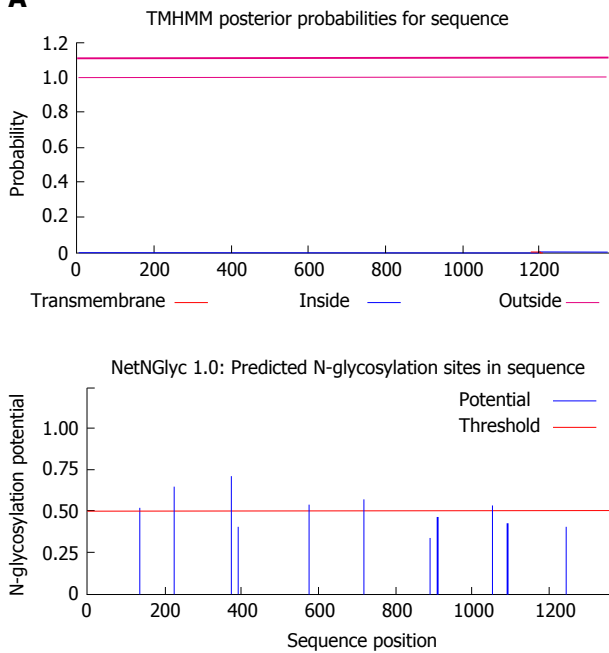 A
TMHMM posterior probabilities for sequence
Probability
1.2
1.0
0.8
0.6
0.4
0.2
0
0 200 400 600 800 1000 1200
Transmembrane Inside Outside
NetNGlyc 1.0: Predicted N-glycosylation sites in sequence
N-glycosylation potential
Potential
Threshold
1.00
0.75
0.50
0.25
0
0 200 400 600 800 1000 1200
Sequence position